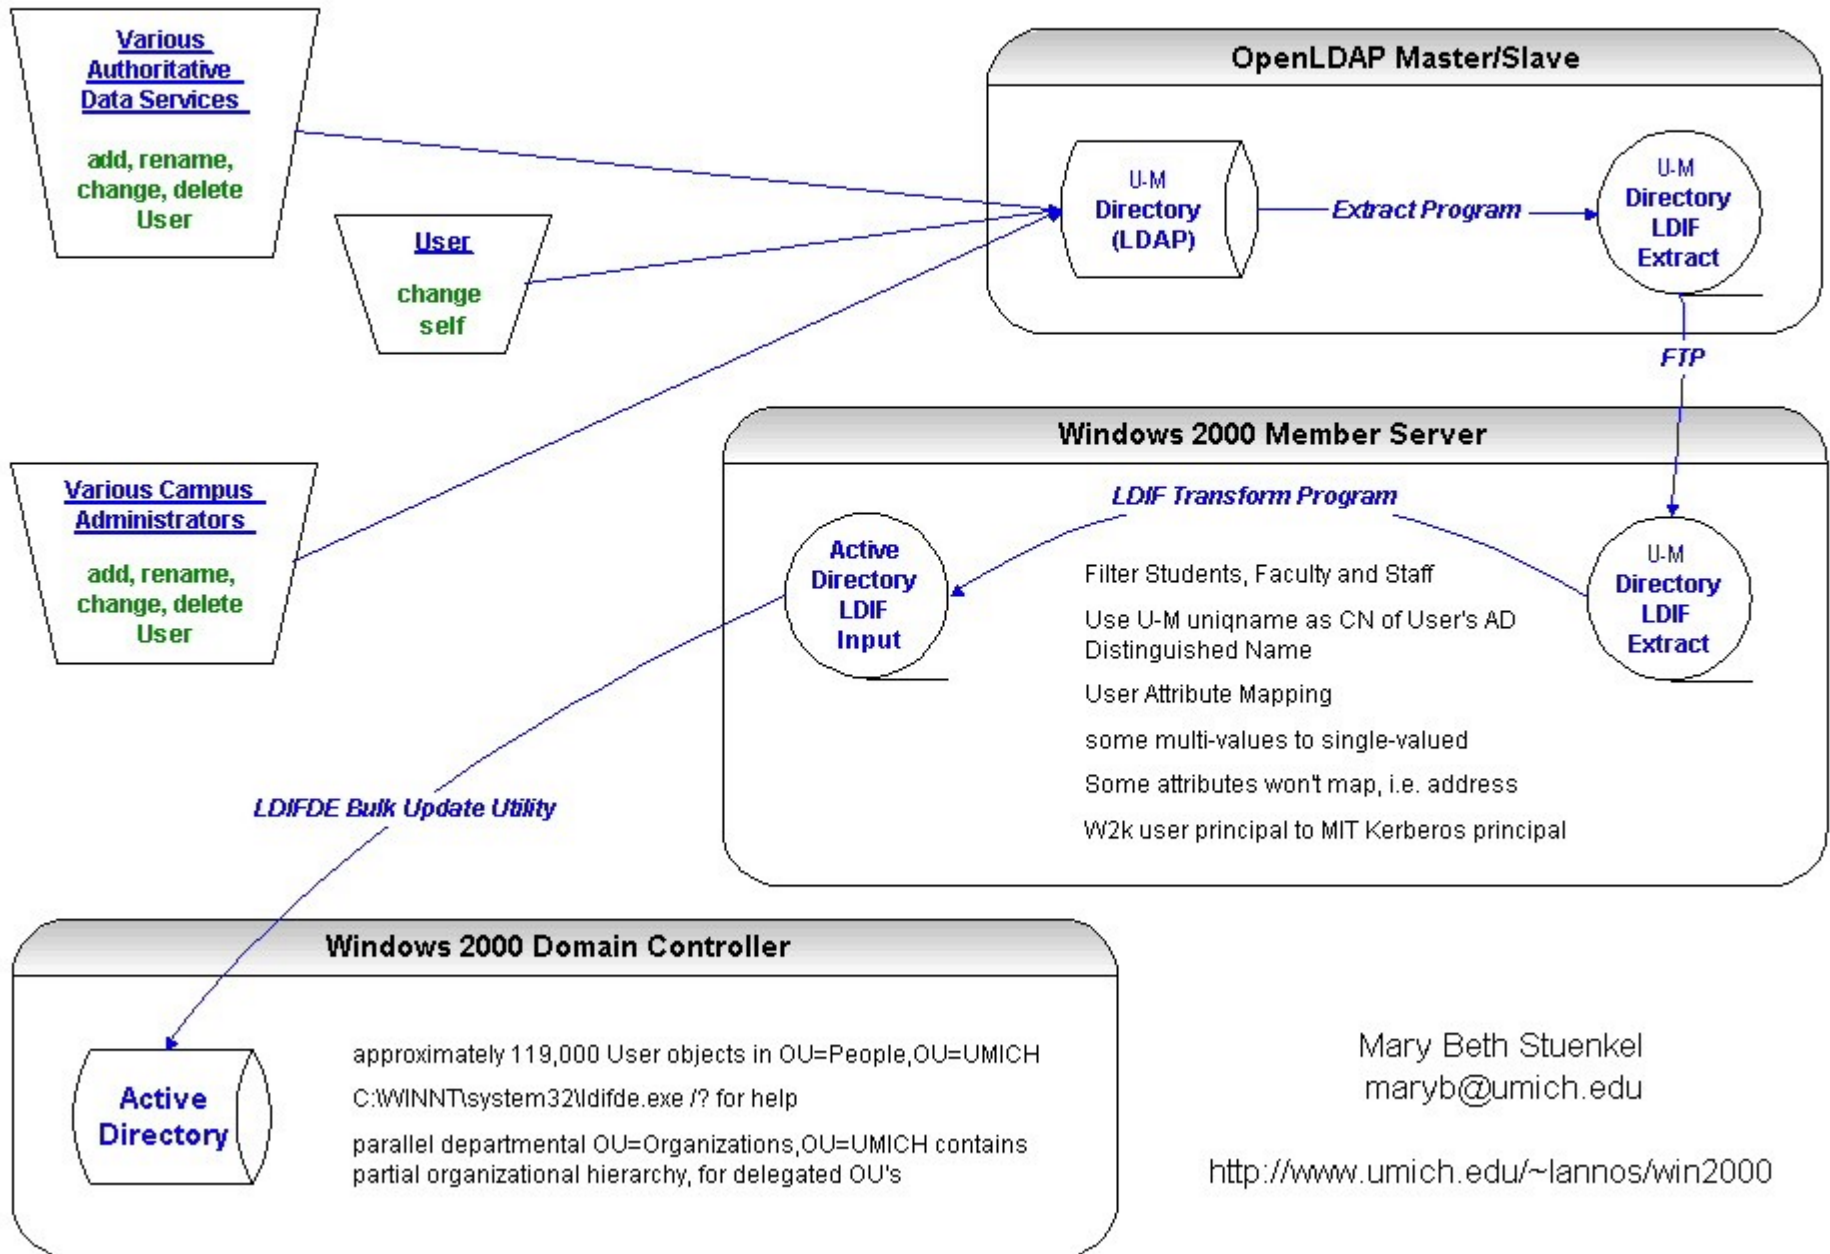 Various
Authoritative
Data Services
add, rename,
change, delete
User
User
change
self
OpenLDAP Master/Slave
U-M
Directory
(LDAP)
Extract Program
U-M
Directory
LDIF
Extract
FTP
Various Campus
Administrators
add, rename,
change, delete
User
Windows 2000 Member Server
LDIF Transform Program
Active
Directory
LDIF
Input
Filter Students, Faculty and Staff
Use U-M uniqname as CN of User's AD
Distinguished Name
User Attribute Mapping
some multi-values to single-valued
Some attributes won't map, i.e. address
W2k user principal to MIT Kerberos principal
U-M
Directory
LDIF
Extract
LDIFDE Bulk Update Utility
Windows 2000 Domain Controller
Active
Directory
approximately 119,000 User objects in OU=People,OU=UMICH
C:\WINNT\system32\ldifde.exe /? for help
parallel departmental OU=Organizations,OU=UMICH contains
partial organizational hierarchy, for delegated OU's
Mary Beth Stuenkel
maryb@umich.edu
http://www.umich.edu/~lannos/win2000